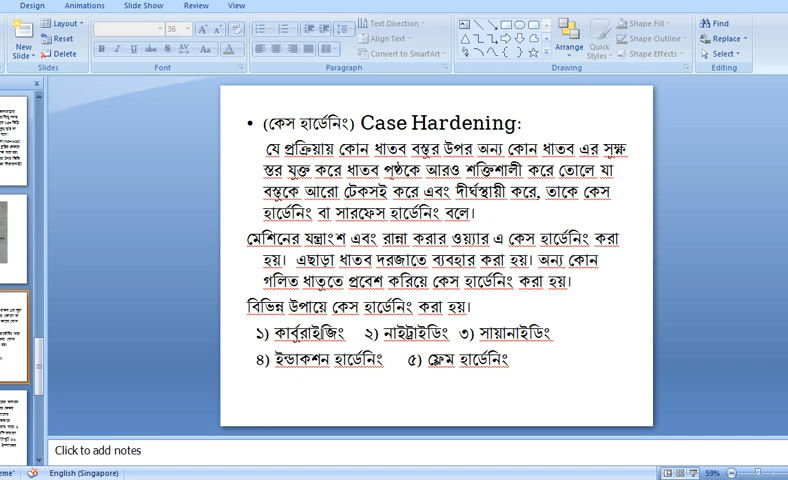 Design Animations Slide Show Review View
Layout
Reset
Delete
New
Slide
36
Text Direction
Align Text
Convert to SmartArt
Arrange
Quick
Styles
Shape Fill
Shape Outline
Shape Effects
Find
Replace
Select
Slides Font Paragraph Drawing Editing
• (কেস হার্ডেনিং) Case Hardening:
যে প্রক্রিয়ায় কোন ধাতব বস্তুর উপর অন্য কোন ধাতব এর সূক্ষ
স্তর যুক্ত করে ধাতব পৃষ্ঠকে আরও শক্তিশালী করে তোলে যা
বস্তুকে আরো টেকসই করে এবং দীর্ঘস্থায়ী করে, তাকে কেস
হার্ডেনিং বা সারফেস হার্ডেনিং বলে।
মেশিনের যন্ত্রাংশ এবং রান্না করার ওয়্যার এ কেস হার্ডেনিং করা
হয়। এছাড়া ধাতব দরজাতে ব্যবহার করা হয়। অন্য কোন
গলিত ধাতুতে প্রবেশ করিয়ে কেস হার্ডেনিং করা হয়।
বিভিন্ন উপায়ে কেস হার্ডেনিং করা হয়।
১) কার্বুরাইজিং ২) নাইট্রাইডিং ৩) সায়ানাইডিং
৪) ইন্ডাকশন হার্ডেনিং ৫) ফ্লেম হার্ডেনিং
Click to add notes
English (Singapore) 59%